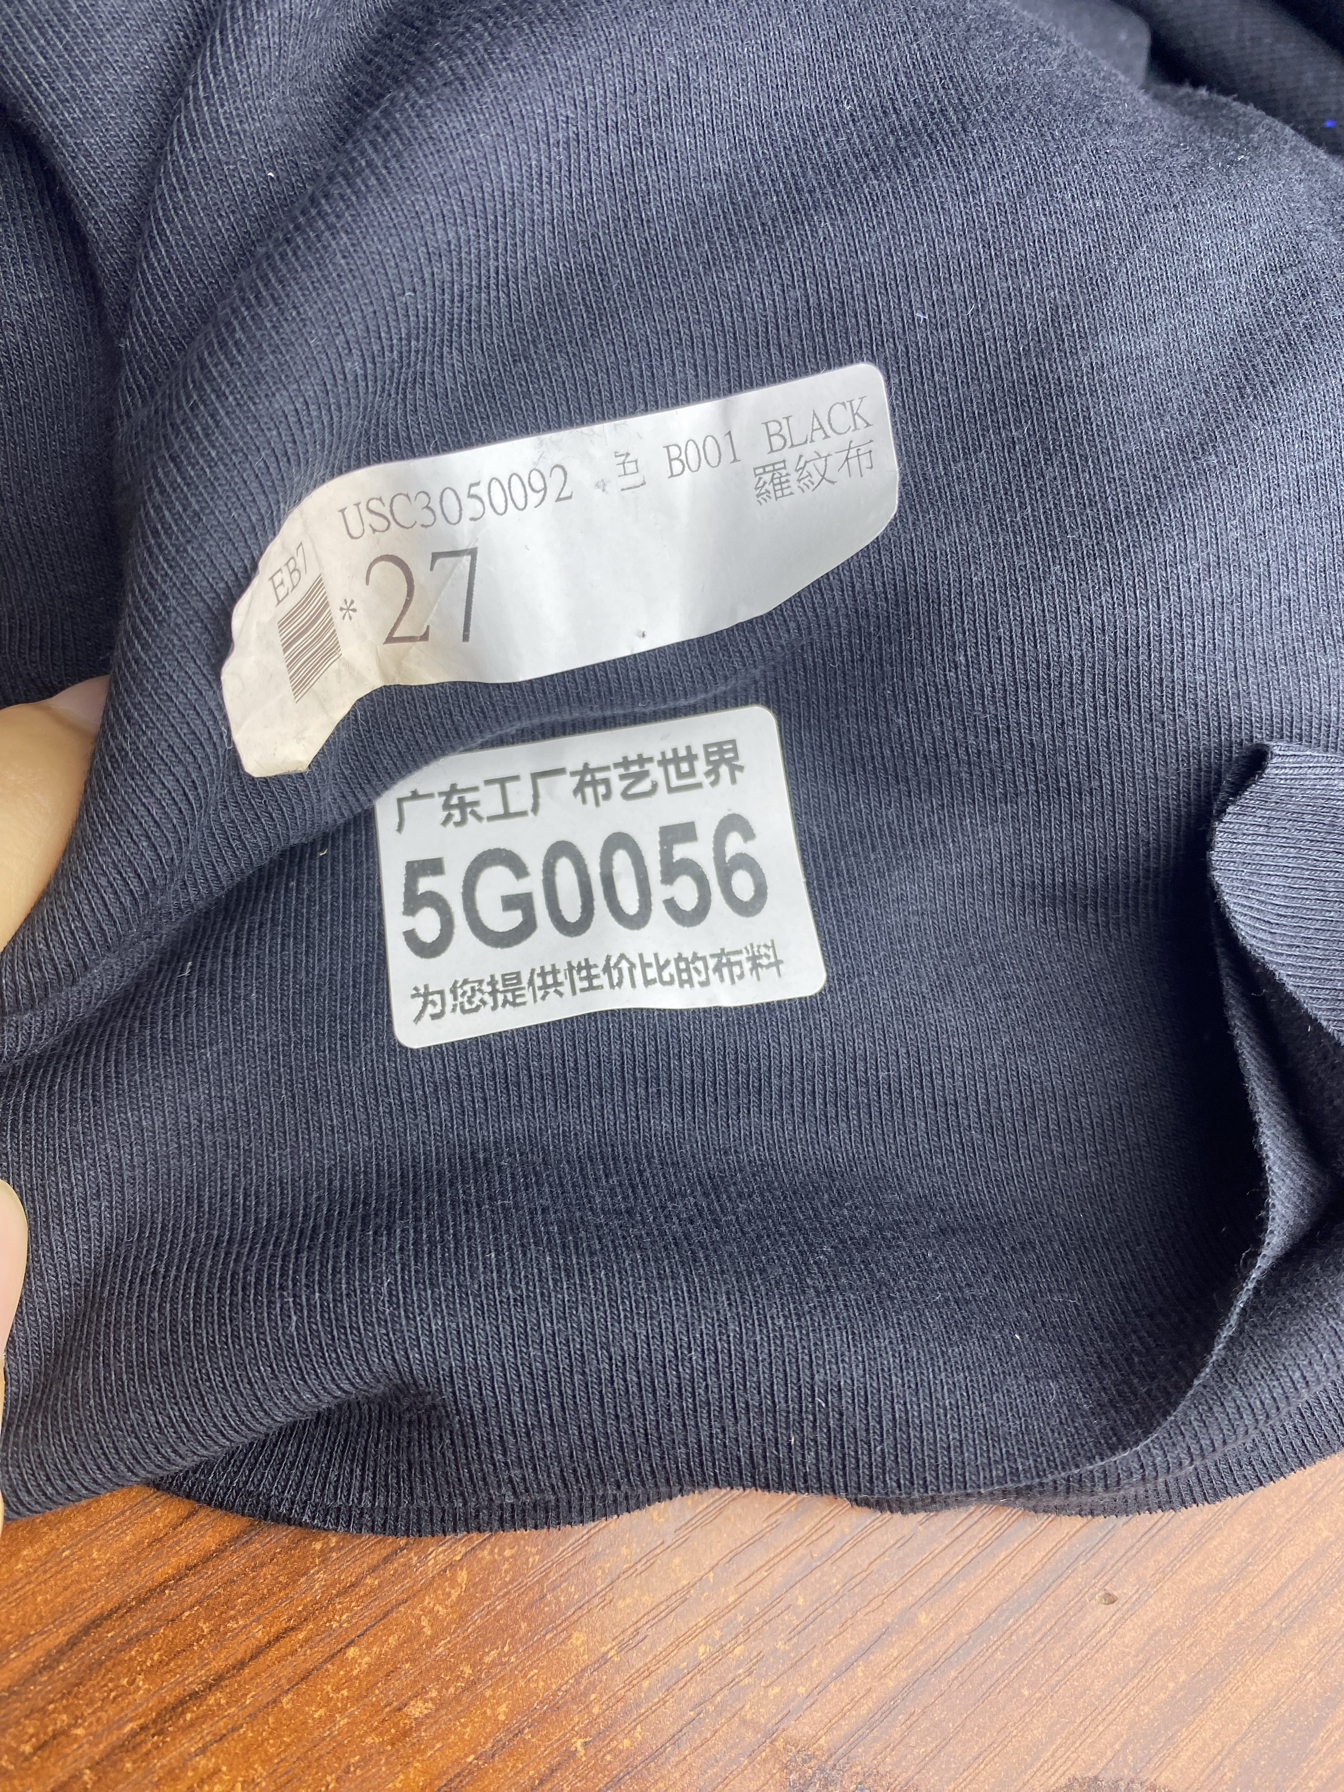 USC3050092 色 B001 BLACK
羅紋布
EB7
*27
广东工厂布艺世界
5G0056
为您提供性价比的布料